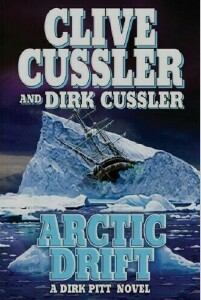 CLIVE
CUSSLER
AND DIRK CUSSLER
ARCTIC
DRIFT
A DIRK PITT NOVEL